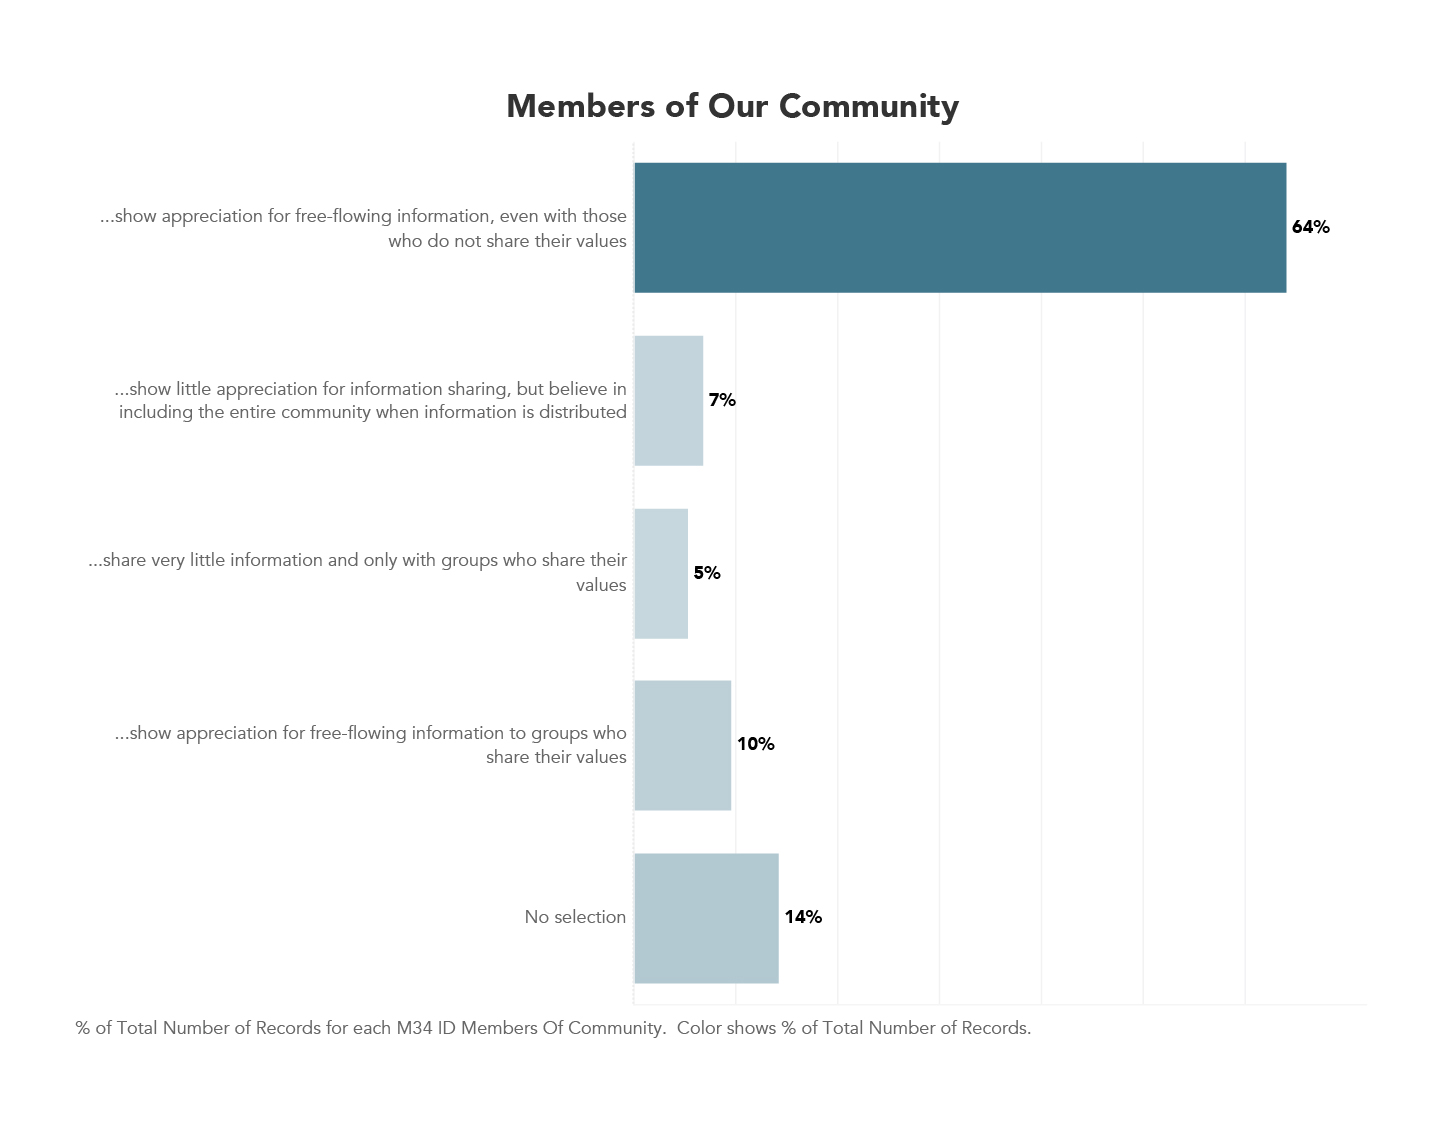 Members of Our Community
...show appreciation for free-flowing information, even with those
who do not share their values
64%
...show little appreciation for information sharing, but believe in
including the entire community when information is distributed
7%
...share very little information and only with groups who share their
values
5%
...show appreciation for free-flowing information to groups who
share their values
10%
No selection
14%
% of Total Number of Records for each M34 ID Members Of Community.  Color shows % of Total Number of Records.